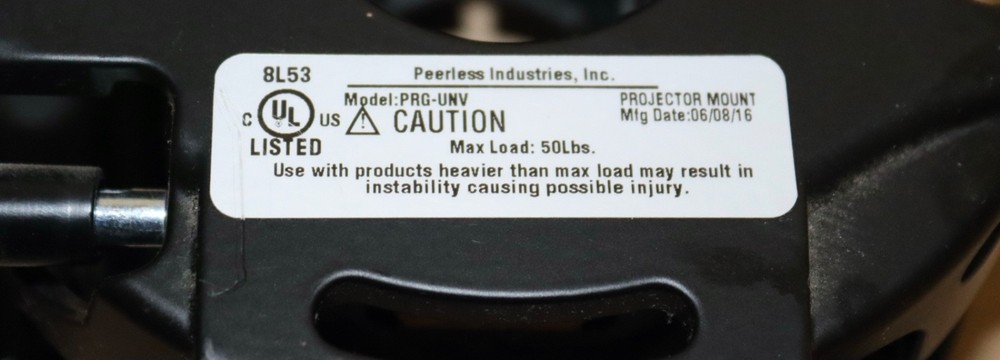 8L53
Peerless Industries, Inc.
Model:PRG-UNV
PROJECTOR MOUNT
C UL US
CAUTION
Mfg Date:06/08/16
LISTED
Max Load: 50Lbs.
Use with products heavier than max load may result in
instability causing possible injury.